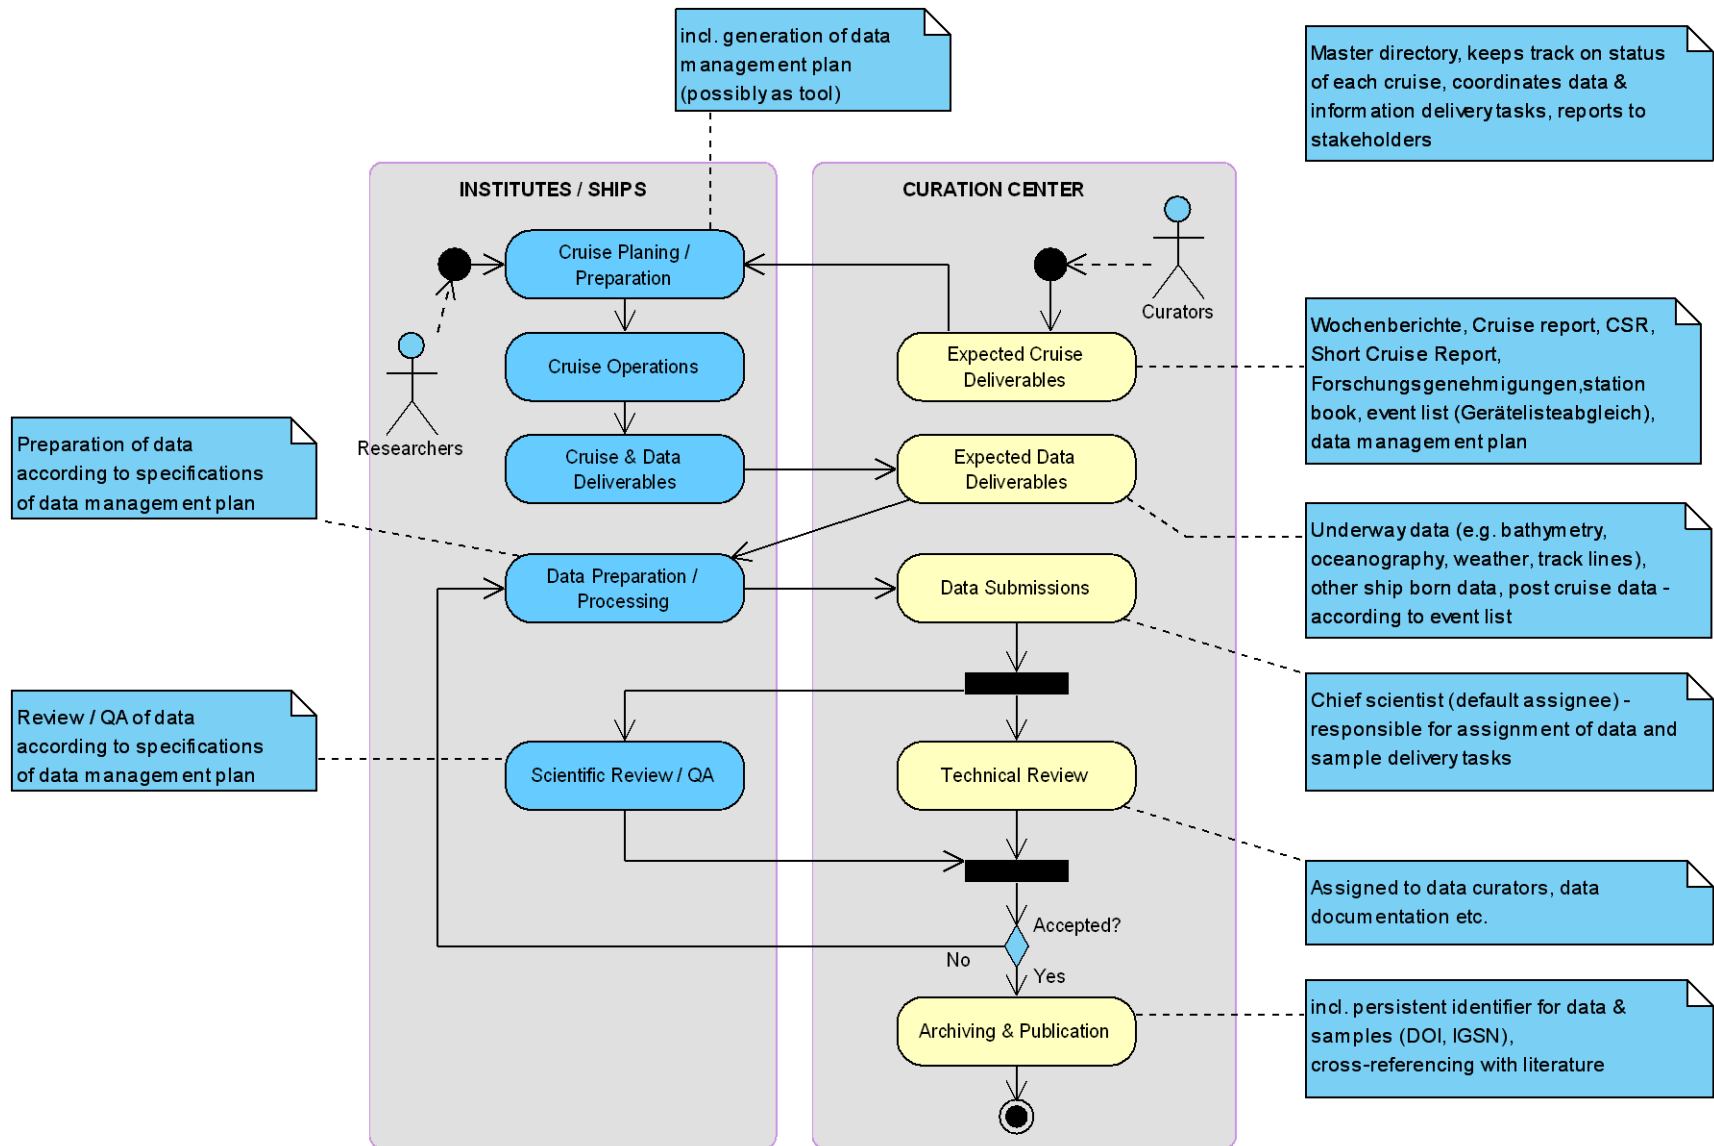 incl. generation of data
management plan
(possibly as tool)
Master directory, keeps track on status
of each cruise, coordinates data &
information delivery tasks, reports to
stakeholders
INSTITUTES / SHIPS
CURATION CENTER
Cruise Planing /
Preparation
Curators
Researchers
Cruise Operations
Expected Cruise
Deliverables
Wochenberichte, Cruise report, CSR,
Short Cruise Report,
Forschungsgenehmigungen,station
book, event list (Gerätelisteabgleich),
data management plan
Preparation of data
according to specifications
of data management plan
Cruise & Data
Deliverables
Expected Data
Deliverables
Underway data (e.g. bathymetry,
oceanography, weather, track lines),
other ship born data, post cruise data -
according to event list
Data Preparation /
Processing
Data Submissions
Chief scientist (default assignee) -
responsible for assignment of data and
sample delivery tasks
Review / QA of data
according to specifications
of data management plan
Scientific Review / QA
Technical Review
Assigned to data curators, data
documentation etc.
Accepted?
No
Yes
Archiving & Publication
incl. persistent identifier for data &
samples (DOI, IGSN),
cross-referencing with literature